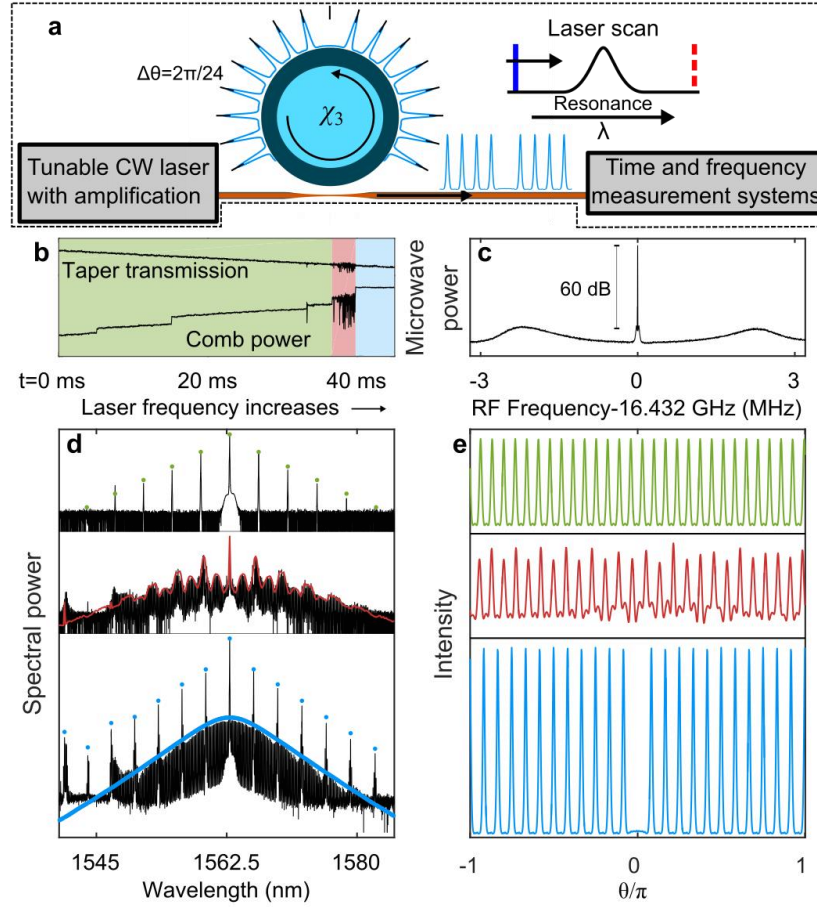 a
Δθ=2π/24
χ3
Laser scan
Resonance
λ
Tunable CW laser
with amplification
Time and frequency
measurement systems
b
Taper transmission
Comb power
t=0 ms
20 ms
40 ms
Laser frequency increases
c
Microwave
power
60 dB
-3
0
3
RF Frequency-16.432 GHz (MHz)
d
Spectral power
1545
1562.5
1580
Wavelength (nm)
e
Intensity
-1
0
1
θ/π